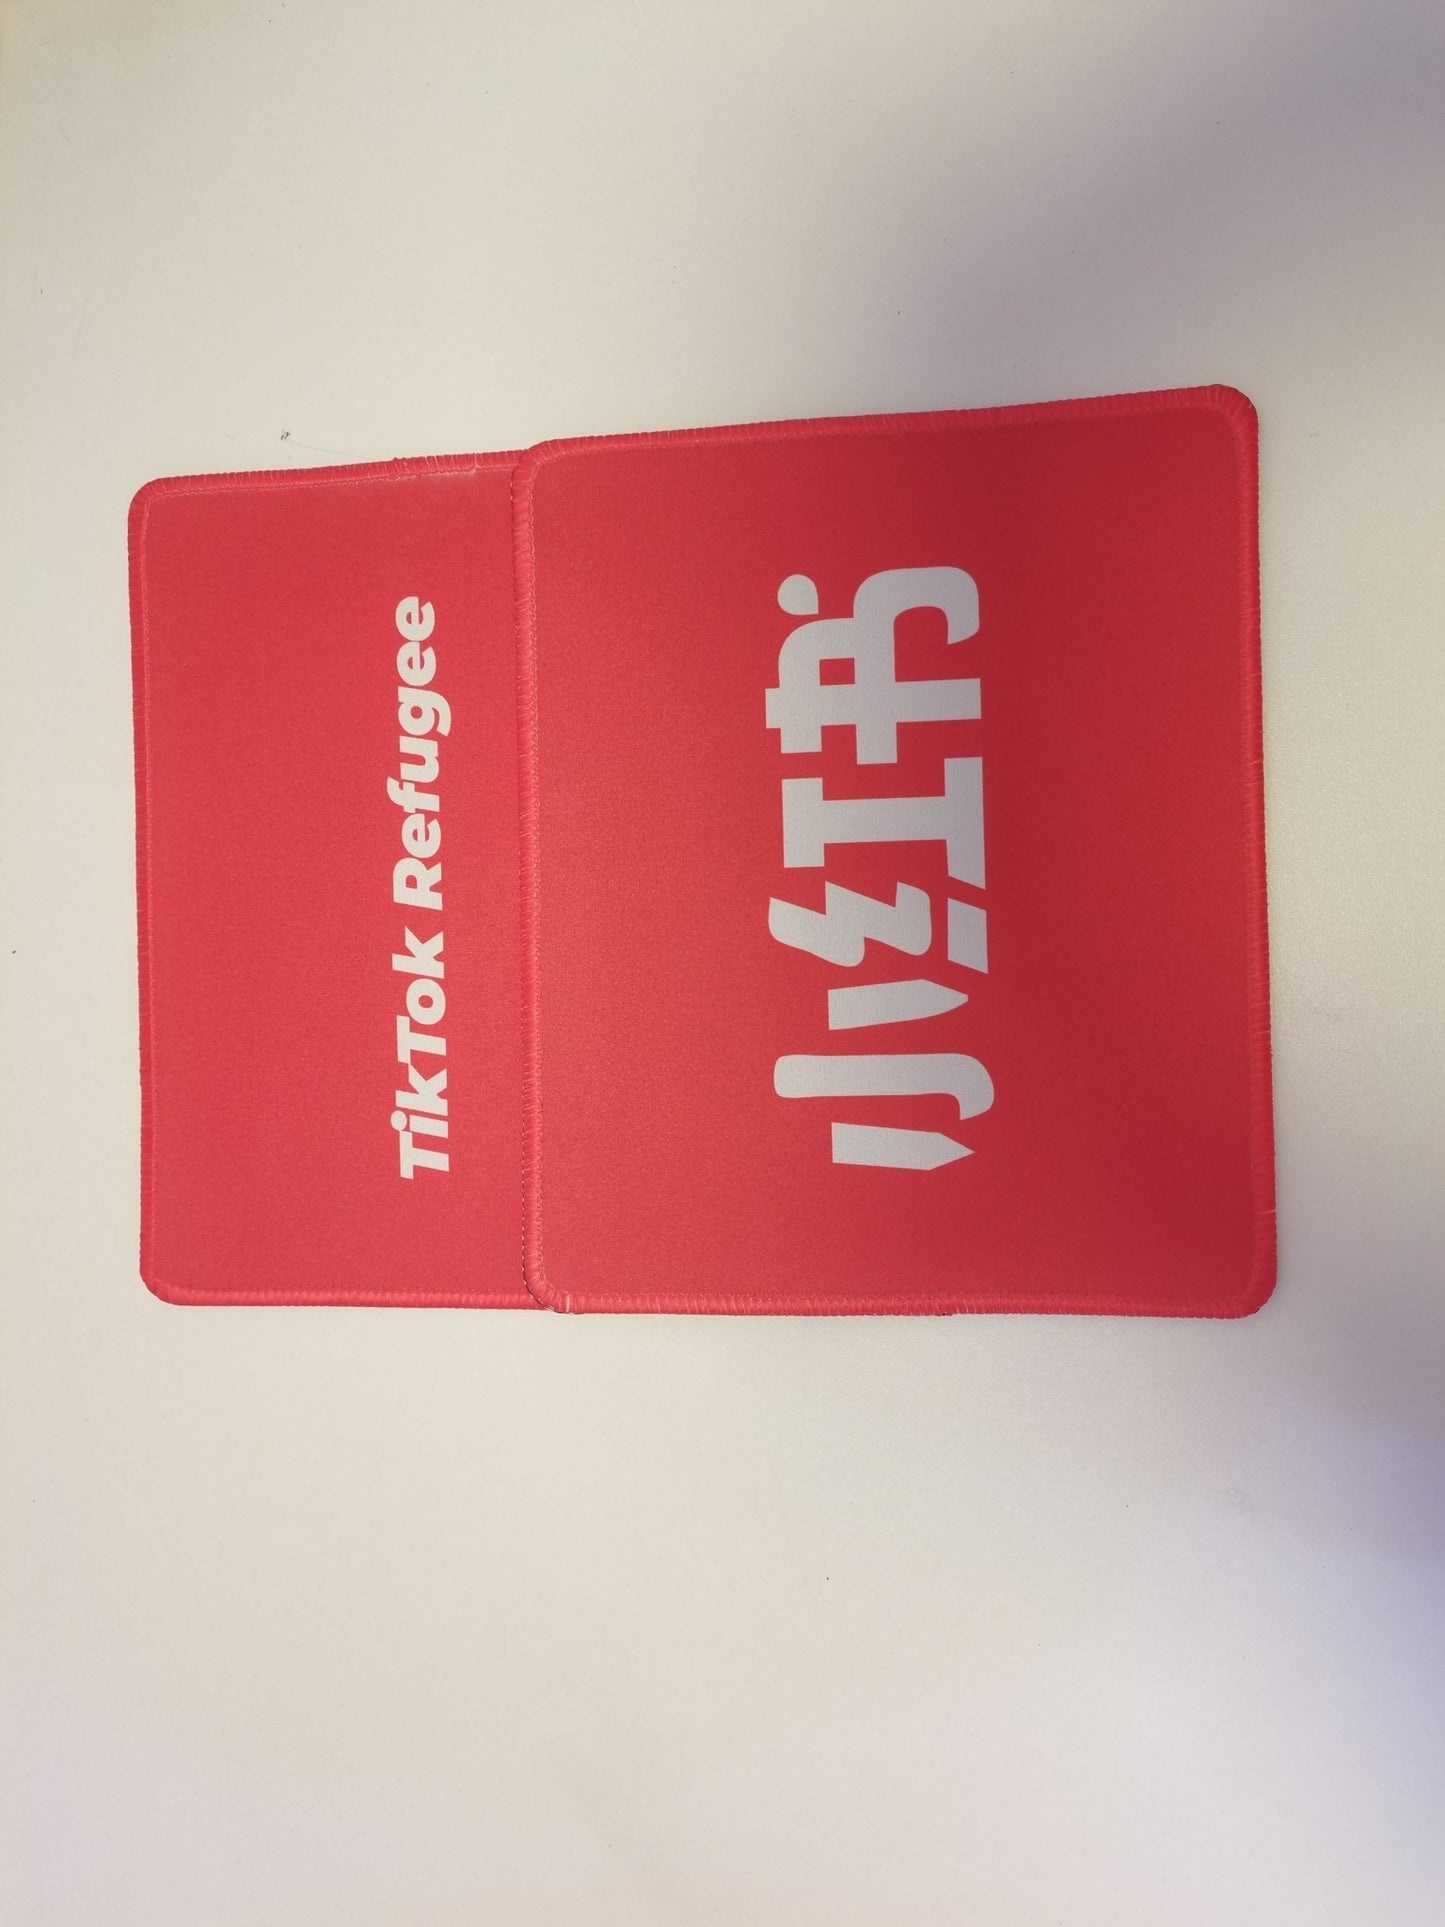 TikTok Refugee
小红书